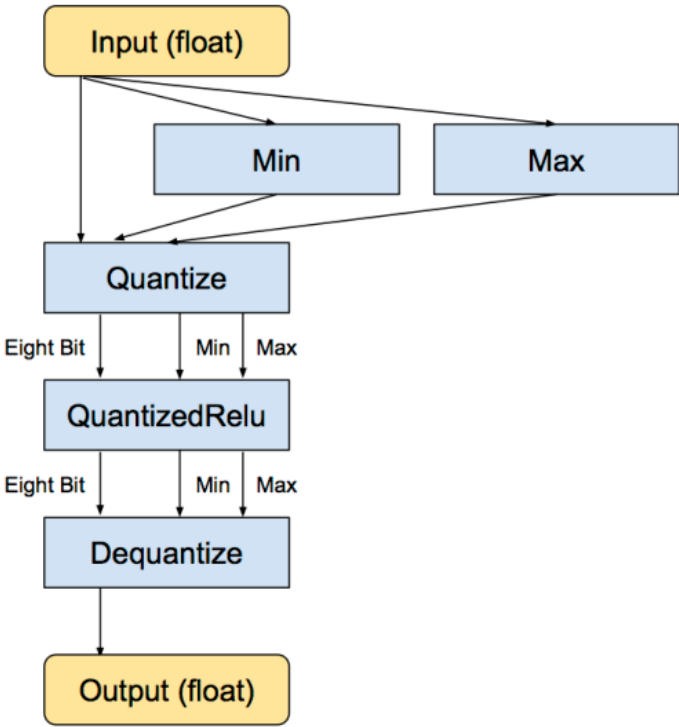 Input (float)
Min
Max
Quantize
Eight Bit
Min
Max
QuantizedRelu
Eight Bit
Min
Max
Dequantize
Output (float)